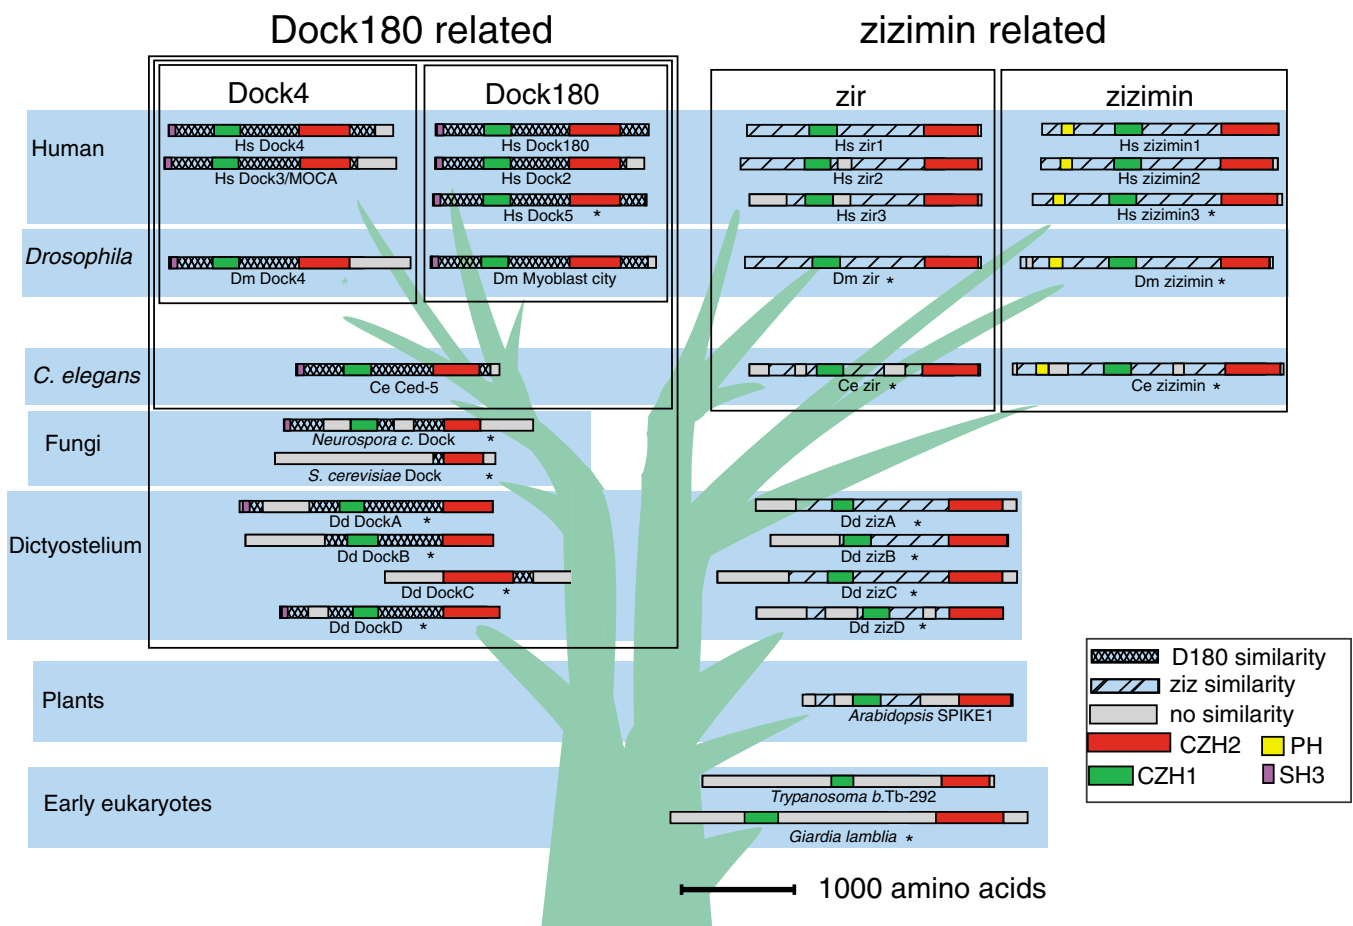 Dock180 related
zizimin related
Dock4
Dock180
zir
zizimin
Human
Hs Dock4
Hs Dock180
Hs zir1
Hs zizimin1
Hs Dock3/MOCA
Hs Dock2
Hs zir2
Hs zizimin2
Hs Dock5 *
Hs zir3
Hs zizimin3 *
Drosophila
Dm Dock4 *
Dm Myoblast city
Dm zir *
Dm zizimin *
C. elegans
Ce Ced-5
Ce zir *
Ce zizimin *
Fungi
Neurospora c. Dock *
S. cerevisiae Dock *
Dictyostelium
Dd DockA *
Dd zizA *
Dd DockB *
Dd zizB *
Dd DockC *
Dd zizC *
Dd DockD *
Dd zizD *
Plants
Arabidopsis SPIKE1
Early eukaryotes
Trypanosoma b.Tb-292
Giardia lamblia *
1000 amino acids
D180 similarity
ziz similarity
no similarity
CZH2
PH
CZH1
SH3